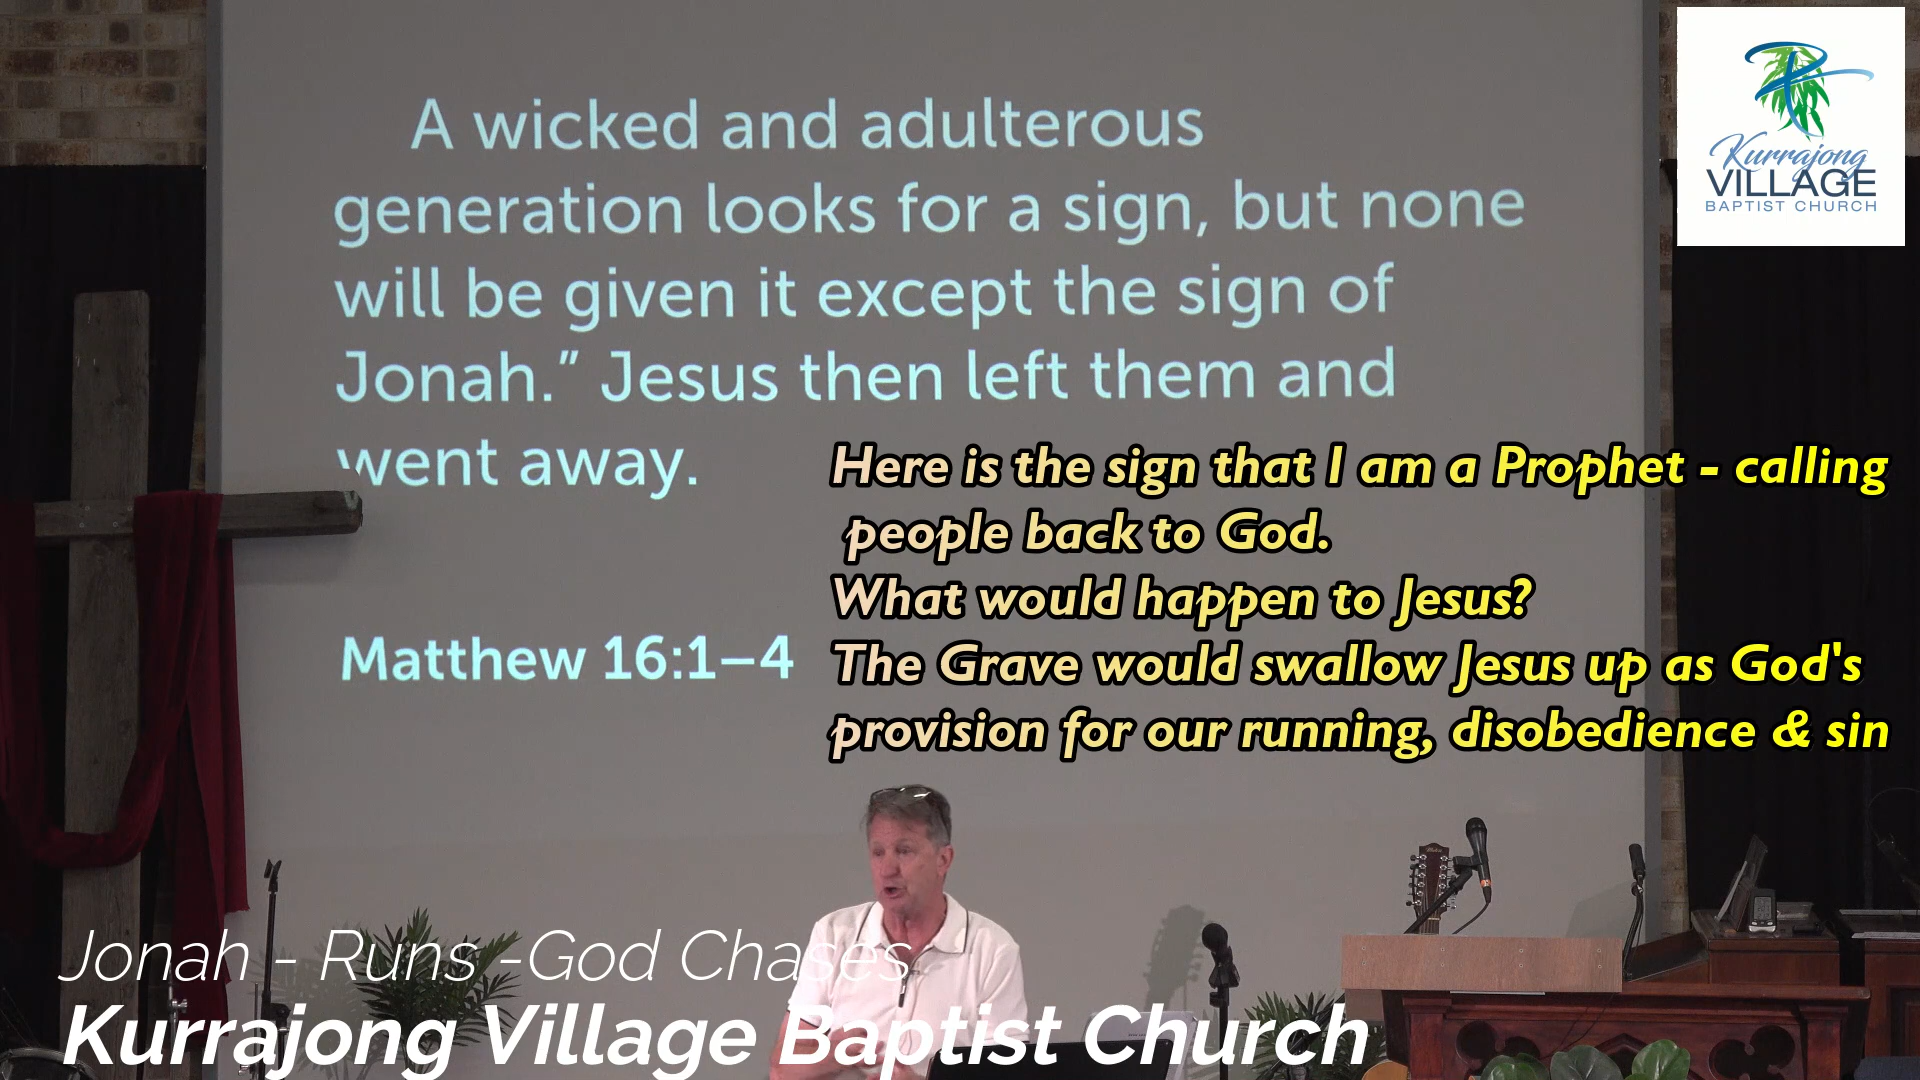 A wicked and adulterous
generation looks for a sign, but none
will be given it except the sign of
Jonah.” Jesus then left them and
went away.
Matthew 16:1–4
Here is the sign that I am a Prophet - calling
people back to God.
What would happen to Jesus?
The Grave would swallow Jesus up as God's
provision for our running, disobedience & sin
Kurrajong
VILLAGE
BAPTIST CHURCH
Jonah - Runs -God Chases
Kurrajong Village Baptist Church